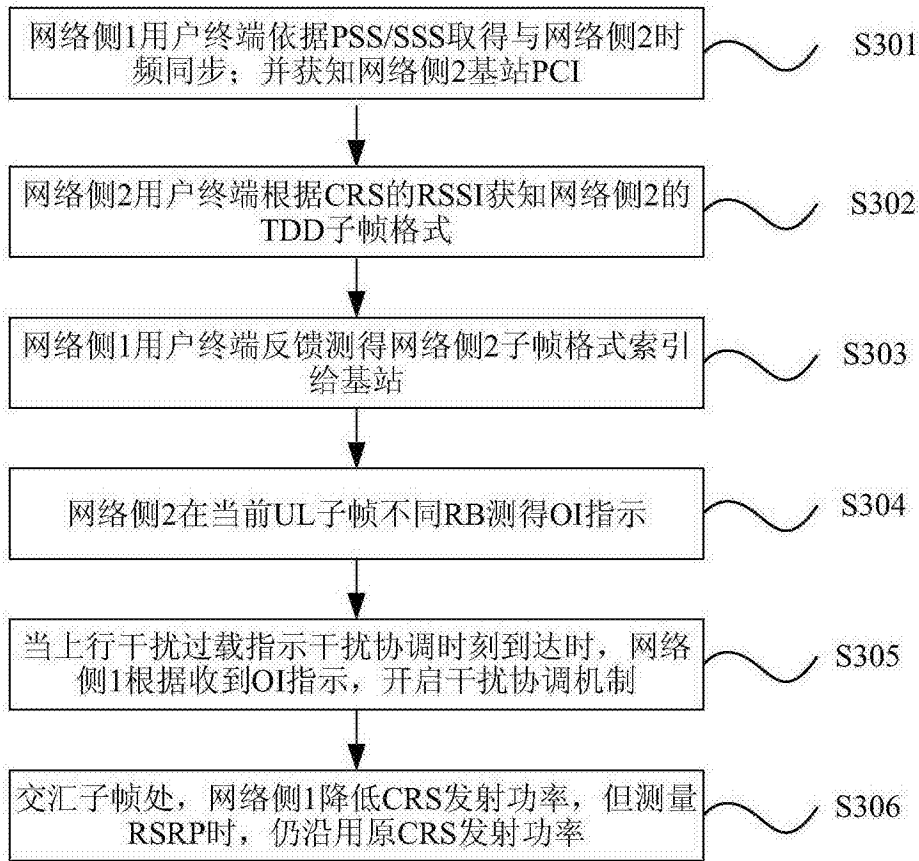 网络侧1用户终端依据PSS/SSS取得与网络侧2时
频同步；并获知网络侧2基站PCI
S301
网络侧2用户终端根据CRS的RSSI获知网络侧2的
TDD子帧格式
S302
网络侧1用户终端反馈测得网络侧2子帧格式索引
给基站
S303
网络侧2在当前UL子帧不同RB测得OI指示
S304
当上行干扰过载指示干扰协调时刻到达时，网络
侧1根据收到OI指示，开启干扰协调机制
S305
交汇子帧处，网络侧1降低CRS发射功率，但测量
RSRP时，仍沿用原CRS发射功率
S306